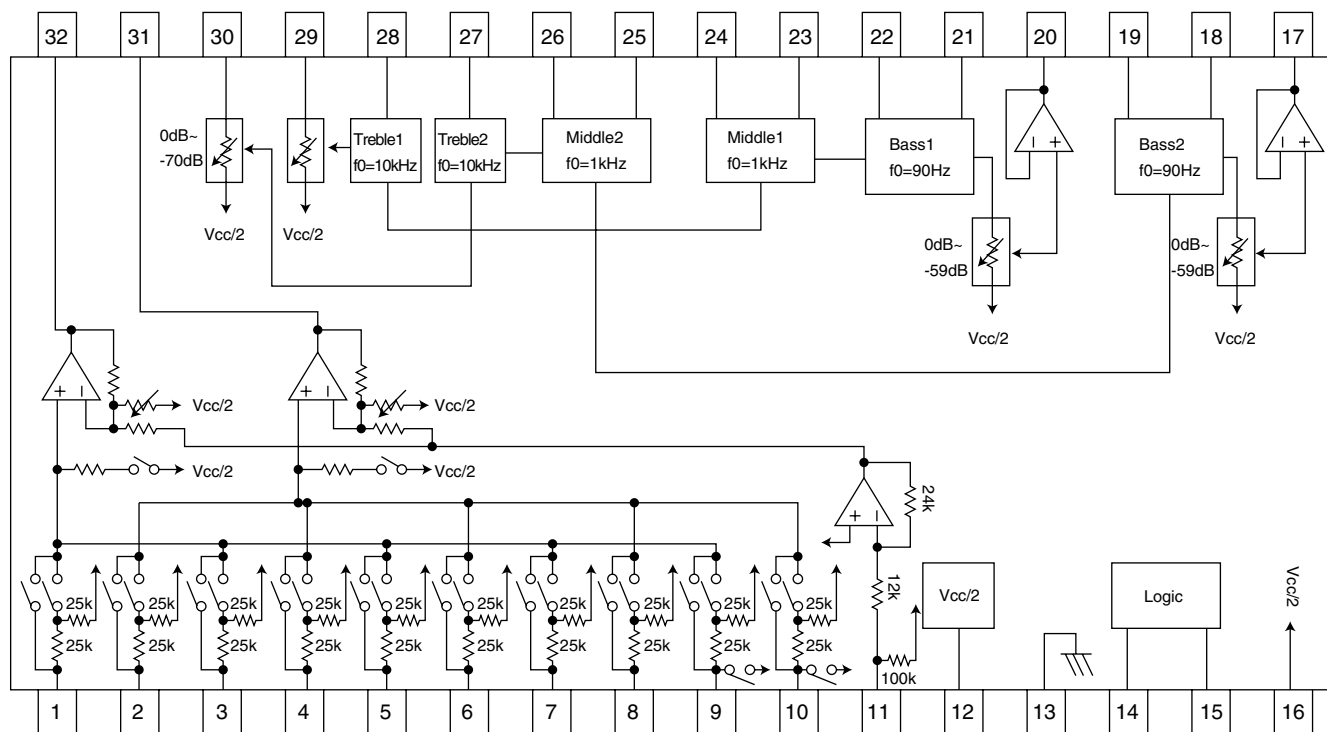 32 31 30 29 28 27 26 25 24 23 22 21 20 19 18 17
0dB~
-70dB
Vcc/2
Vcc/2
Treble1
f0=10kHz
Treble2
f0=10kHz
Middle2
f0=1kHz
Middle1
f0=1kHz
Bass1
f0=90Hz
0dB~
-59dB
Vcc/2
+ −
− +
Bass2
f0=90Hz
0dB~
-59dB
Vcc/2
− +
Vcc/2
Vcc/2
+ −
Vcc/2
Vcc/2
+ −
24k
12k
100k
25k 25k 25k 25k 25k 25k 25k 25k 25k 25k
25k 25k 25k 25k 25k 25k 25k 25k 25k 25k
Vcc/2
Logic
Vcc/2
1 2 3 4 5 6 7 8 9 10 11 12 13 14 15 16